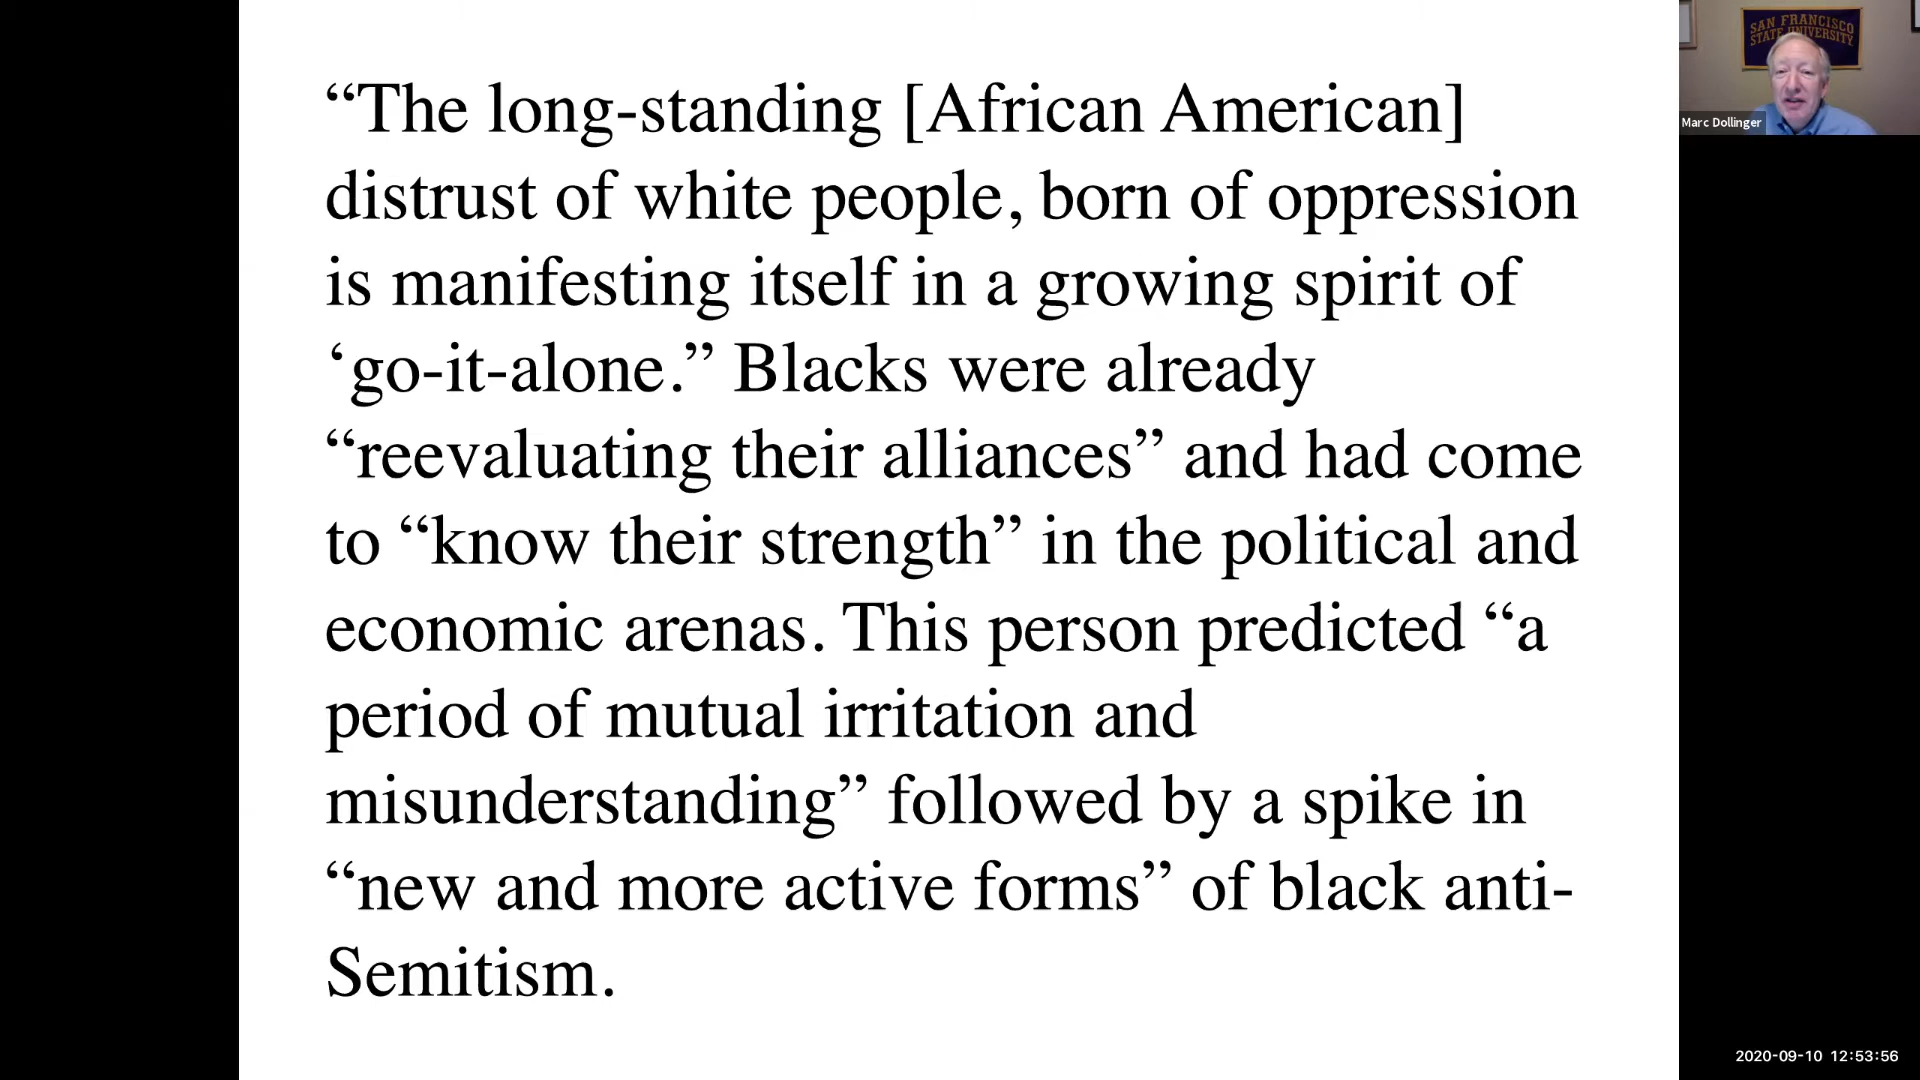 “The long-standing [African American]
distrust of white people, born of oppression
is manifesting itself in a growing spirit of
‘go-it-alone.” Blacks were already
“reevaluating their alliances” and had come
to “know their strength” in the political and
economic arenas. This person predicted “a
period of mutual irritation and
misunderstanding” followed by a spike in
“new and more active forms” of black anti-
Semitism.
SAN FRANCISCO
STATE UNIVERSITY
Marc Dollinger
2020-09-10 12:53:56